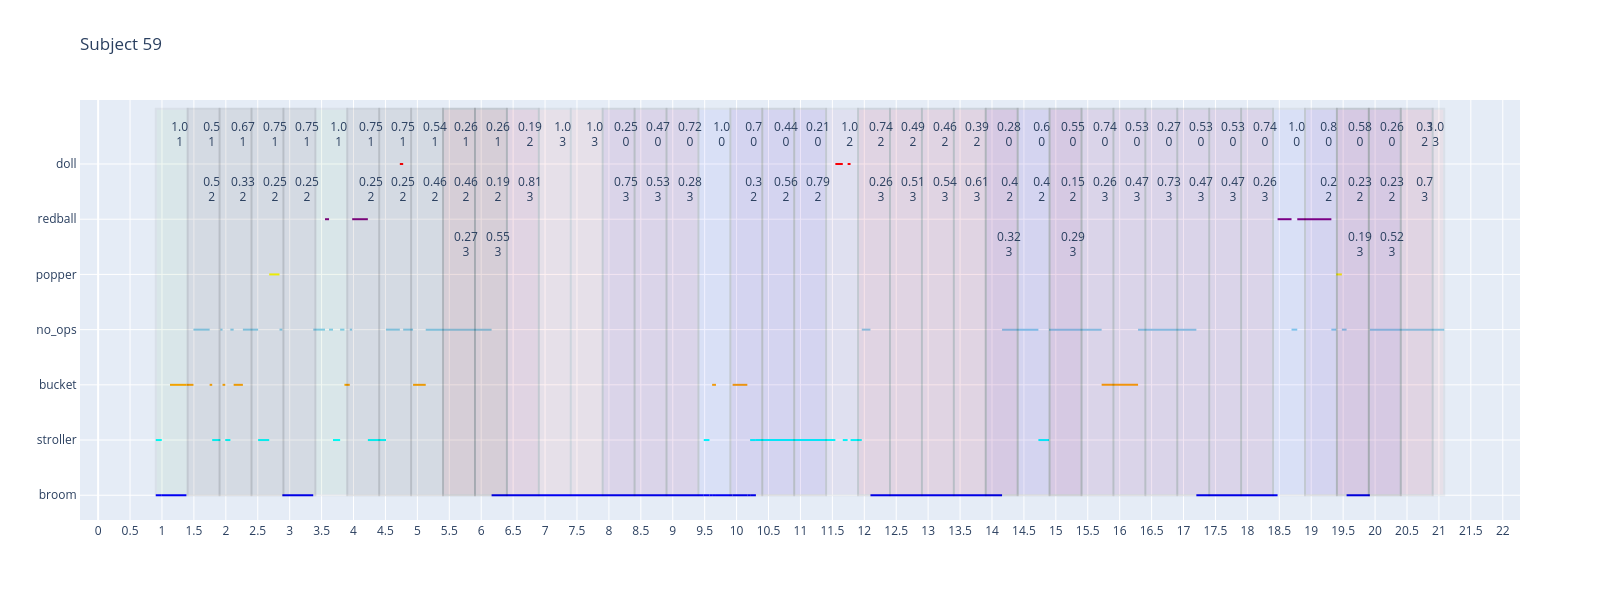 Subject 59
1.0 0.5 0.67 0.75 0.75 1.0 0.75 0.75 0.54 0.26 0.26 0.19 1.0 1.0 0.25 0.47 0.72 1.0 0.7 0.44 0.21 1.0 0.74 0.49 0.46 0.39 0.28 0.6 0.55 0.74 0.53 0.27 0.53 0.53 0.74 1.0 0.8 0.58 0.26 0.3 1.0
1 1 1 1 1 1 1 1 1 1 1 2 3 3 0 0 0 0 0 0 0 2 2 2 2 2 0 0 0 0 0 0 0 0 0 0 0 0 0 2 3
doll
0.5 0.33 0.25 0.25 0.25 0.25 0.46 0.46 0.19 0.81 0.75 0.53 0.28 0.3 0.56 0.79 0.26 0.51 0.54 0.61 0.4 0.4 0.15 0.26 0.47 0.73 0.47 0.47 0.26 0.2 0.23 0.23 0.7
2 2 2 2 2 2 2 2 2 3 3 3 3 2 2 2 3 3 3 3 2 2 2 3 3 3 3 3 3 2 2 2 3
redball
0.27 0.55 0.32 0.29 0.19 0.52
3 3 3 3 3 3
popper
no_ops
bucket
stroller
broom
0 0.5 1 1.5 2 2.5 3 3.5 4 4.5 5 5.5 6 6.5 7 7.5 8 8.5 9 9.5 10 10.5 11 11.5 12 12.5 13 13.5 14 14.5 15 15.5 16 16.5 17 17.5 18 18.5 19 19.5 20 20.5 21 21.5 22